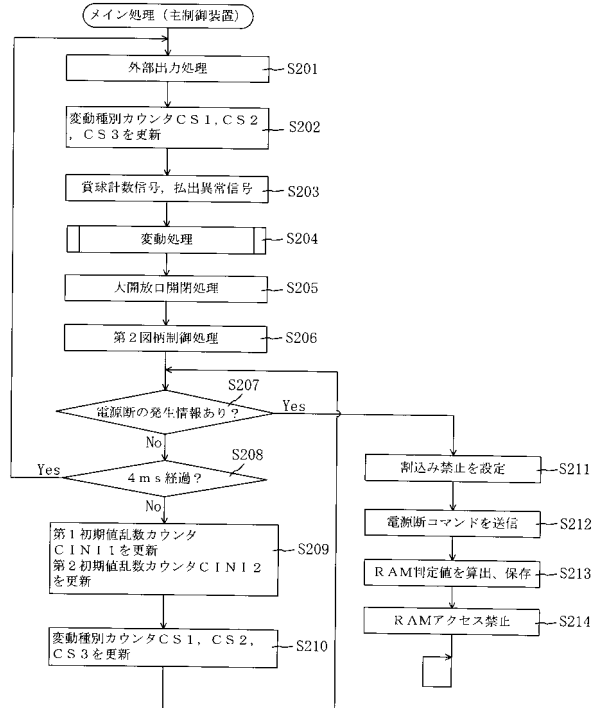 メイン処理（主制御装置）
外部出力処理
S201
変動種別カウンタCS1，CS2
，CS3を更新
S202
賞球計数信号，払出異常信号
S203
変動処理
S204
大開放口開閉処理
S205
第2図柄制御処理
S206
S207
電源断の発生情報あり？
Yes
No
S208
Yes
4ms経過？
No
第1初期値乱数カウンタ
CINI1を更新
第2初期値乱数カウンタCINI2
を更新
S209
変動種別カウンタCS1，CS2，
CS3を更新
S210
割込み禁止を設定
S211
電源断コマンドを送信
S212
RAM判定値を算出、保存
S213
RAMアクセス禁止
S214